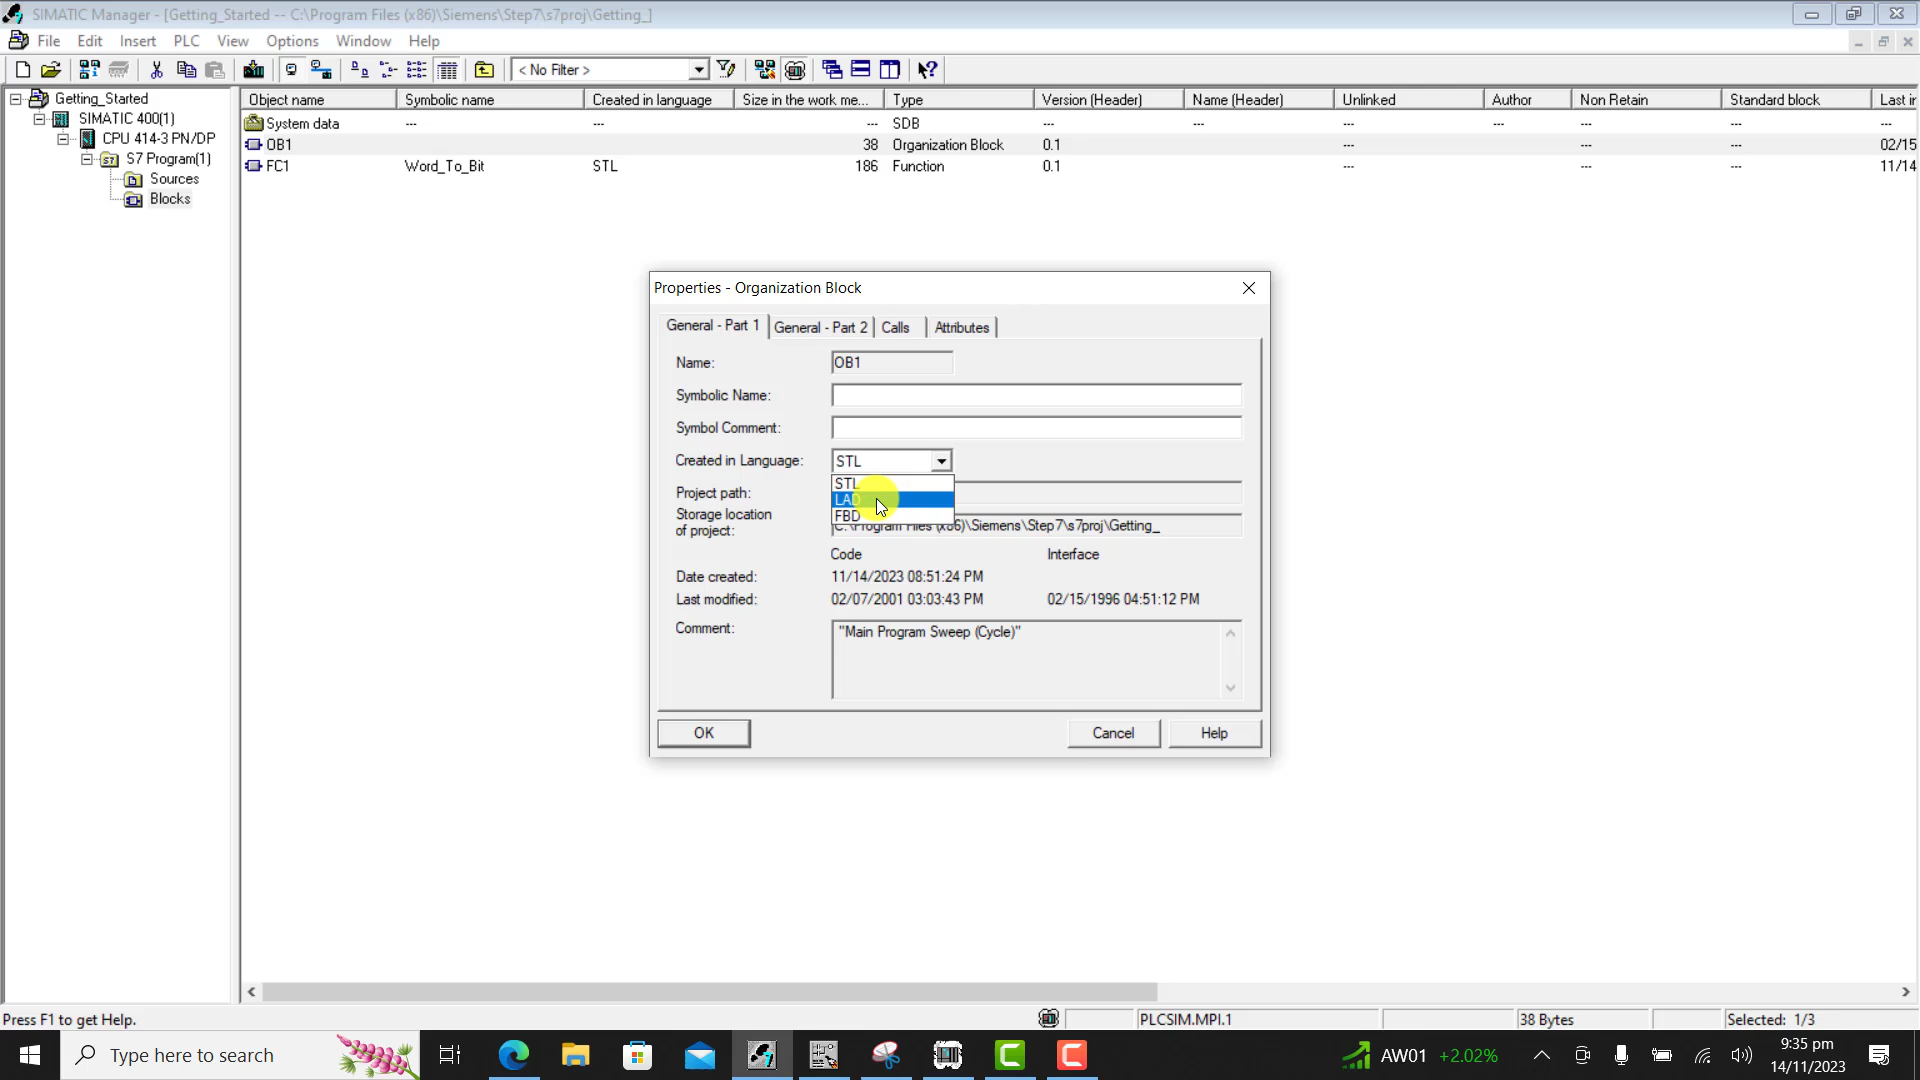 SIMATIC Manager - [Getting_Started -- C:\Program Files (x86)\Siemens\Step7\s7proj\Getting_]
File Edit Insert PLC View Options Window Help
< No Filter >
Getting_Started
SIMATIC 400(1)
CPU 414-3 PN/DP
S7 Program(1)
Sources
Blocks
Object name Symbolic name Created in language Size in the work me... Type Version (Header) Name (Header) Unlinked Author Non Retain Standard block Last in
System data --- --- --- SDB --- --- --- --- --- --- ---
OB1 38 Organization Block 0.1 --- --- --- 02/15
FC1 Word_To_Bit STL 186 Function 0.1 --- --- --- 11/14
Properties - Organization Block
General - Part 1 General - Part 2 Calls Attributes
Name: OB1
Symbolic Name:
Symbol Comment:
Created in Language: STL
STL
LAD
FBD
Project path:
Storage location
of project: C:\Program Files (x86)\Siemens\Step7\s7proj\Getting_
Code Interface
Date created: 11/14/2023 08:51:24 PM
Last modified: 02/07/2001 03:03:43 PM 02/15/1996 04:51:12 PM
Comment: "Main Program Sweep (Cycle)"
OK Cancel Help
Press F1 to get Help. PLCSIM.MPI.1 38 Bytes Selected: 1/3
Type here to search AW01 +2.02% 9:35 pm
14/11/2023